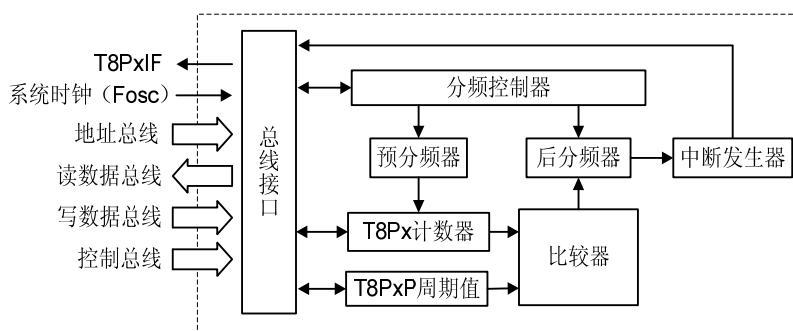 T8PxIF
系统时钟（Fosc）
地址总线
读数据总线
写数据总线
控制总线
总线接口
分频控制器
预分频器
后分频器
中断发生器
T8Px计数器
比较器
T8PxP周期值